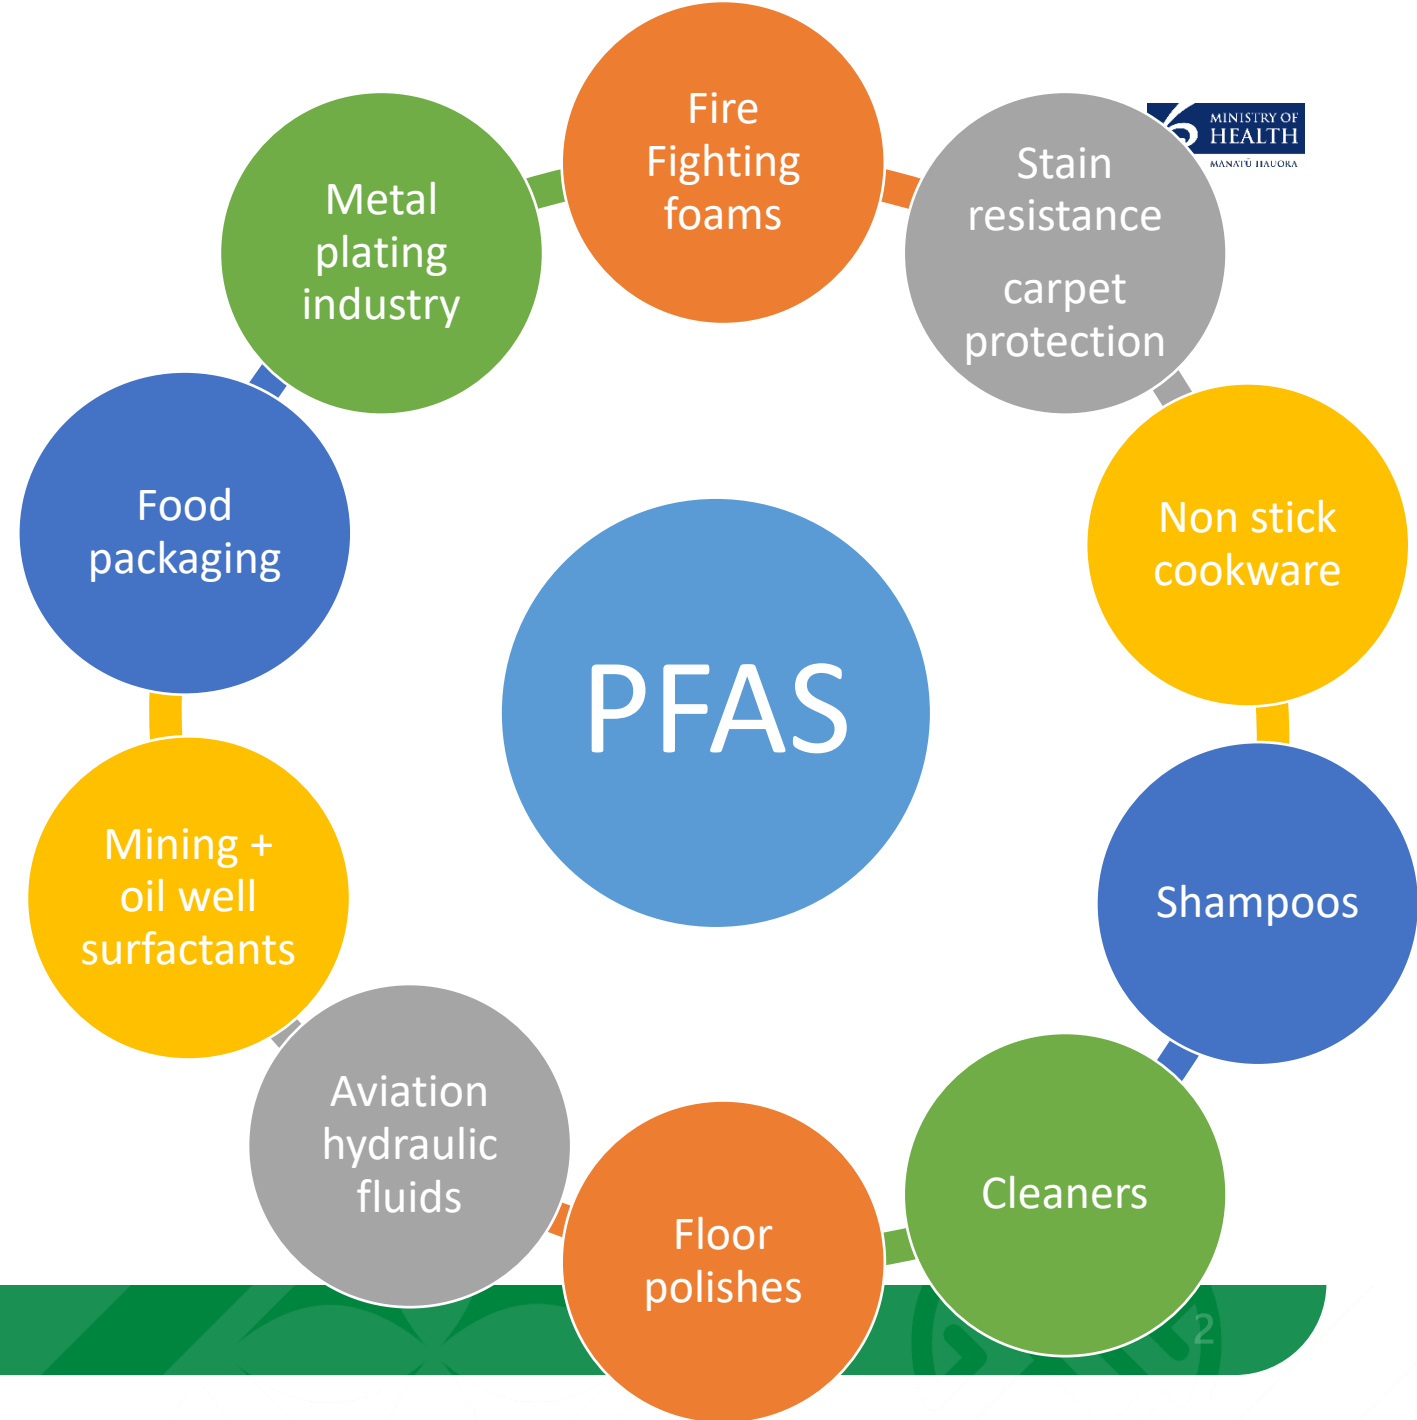 Fire
Fighting
foams
MINISTRY OF
HEALTH
MANATŪ HAUORA
Stain
resistance
carpet
protection
Non stick
cookware
Shampoos
Cleaners
Floor
polishes
Aviation
hydraulic
fluids
Mining +
oil well
surfactants
Food
packaging
Metal
plating
industry
PFAS
2